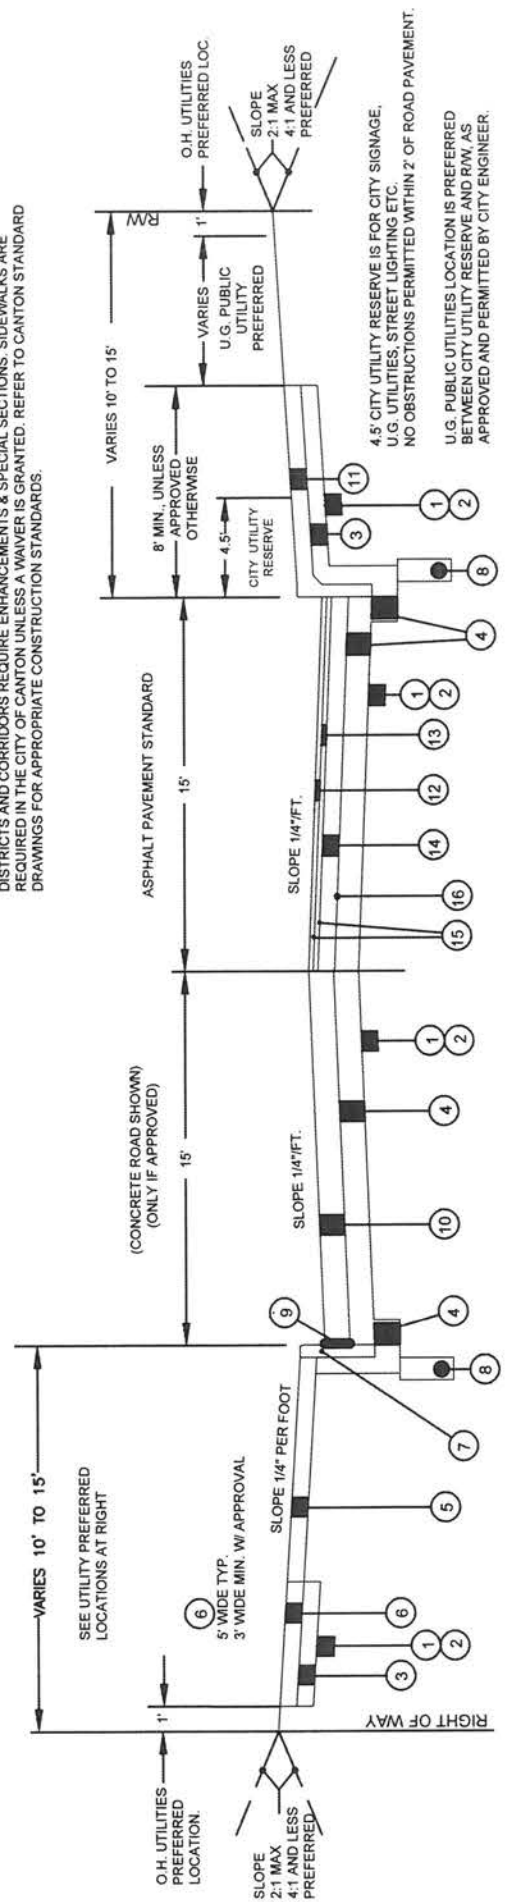 DISTRICTS AND CORRIDORS REQUIRE ENHANCEMENTS & SPECIAL SECTIONS. SIDEWALKS ARE
REQUIRED IN THE CITY OF CANTON UNLESS A WAIVER IS GRANTED. REFER TO CANTON STANDARD
DRAWINGS FOR APPROPRIATE CONSTRUCTION STANDARDS.
VARIES 10' TO 15'
SEE UTILITY PREFERRED
LOCATIONS AT RIGHT
1'
O.H. UTILITIES
PREFERRED
LOCATION.
SLOPE
2:1 MAX
4:1 AND LESS
PREFERRED
RIGHT OF WAY
6
5' WIDE TYP.
3' WIDE MIN. W/ APPROVAL
SLOPE 1/4" PER FOOT
3
1
2
6
5
7
8
9
4
(CONCRETE ROAD SHOWN)
(ONLY IF APPROVED)
15'
SLOPE 1/4"/FT.
10
4
1
2
ASPHALT PAVEMENT STANDARD
15'
SLOPE 1/4"/FT.
15
16
14
12
13
1
2
4
8
VARIES 10' TO 15'
8' MIN., UNLESS
APPROVED
OTHERWISE
4.5'
CITY UTILITY
RESERVE
3
11
1
2
VARIES
U.G. PUBLIC
UTILITY
PREFERRED
1'
R/W
O.H. UTILITIES
PREFERRED LOC.
SLOPE
2:1 MAX
4:1 AND LESS
PREFERRED
4.5' CITY UTILITY RESERVE IS FOR CITY SIGNAGE,
U.G. UTILITIES, STREET LIGHTING ETC.
NO OBSTRUCTIONS PERMITTED WITHIN 2' OF ROAD PAVEMENT.
U.G. PUBLIC UTILITIES LOCATION IS PREFERRED
BETWEEN CITY UTILITY RESERVE AND R/W, AS
APPROVED AND PERMITTED BY CITY ENGINEER.